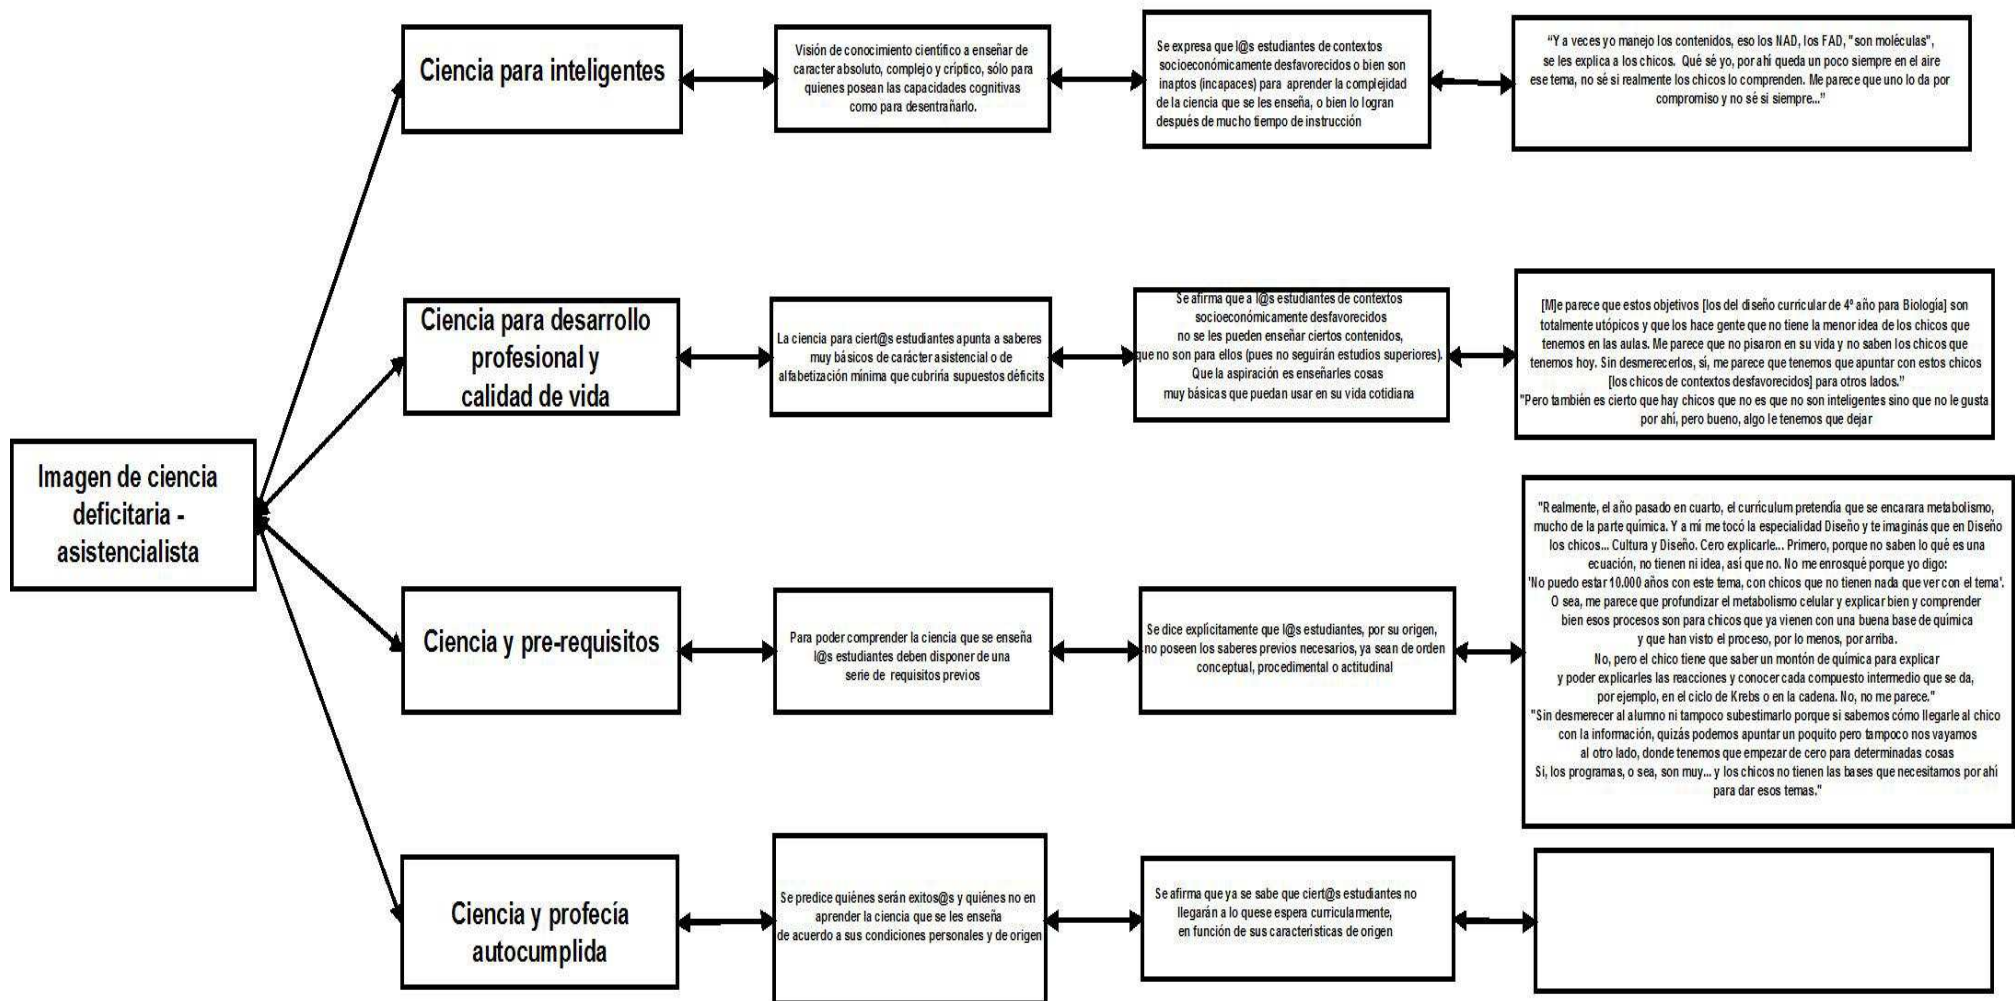 Imagen de ciencia
deficitaria -
asistencialista
Ciencia para inteligentes
Visión de conocimiento científico a enseñar de
caracter absoluto, complejo y críptico, sólo para
quienes posean las capacidades cognitivas
como para desentrañarlo.
Se expresa que l@s estudiantes de contextos
socioeconómicamente desfavorecidos o bien son
inaptos (incapaces) para aprender la complejidad
de la ciencia que se les enseña, o bien lo logran
después de mucho tiempo de instrucción
“Y a veces yo manejo los contenidos, eso los NAD, los FAD, "son moléculas",
se les explica a los chicos. Qué sé yo, por ahí queda un poco siempre en el aire
ese tema, no sé si realmente los chicos lo comprenden. Me parece que uno lo da por
compromiso y no sé si siempre...”
Ciencia para desarrollo
profesional y
calidad de vida
La ciencia para ciert@s estudiantes apunta a saberes
muy básicos de carácter asistencial o de
alfabetización mínima que cubriría supuestos déficits
Se afirma que a l@s estudiantes de contextos
socioeconómicamente desfavorecidos
no se les pueden enseñar ciertos contenidos,
que no son para ellos (pues no seguirán estudios superiores).
Que la aspiración es enseñarles cosas
muy básicas que puedan usar en su vida cotidiana
[M]e parece que estos objetivos [los del diseño curricular de 4º año para Biología] son
totalmente utópicos y que los hace gente que no tiene la menor idea de los chicos que
tenemos en las aulas. Me parece que no pisaron en su vida y no saben los chicos que
tenemos hoy. Sin desmerecerlos, sí, me parece que tenemos que apuntar con estos chicos
[los chicos de contextos desfavorecidos] para otros lados.”
"Pero también es cierto que hay chicos que no es que no son inteligentes sino que no le gusta
por ahí, pero bueno, algo le tenemos que dejar
Ciencia y pre-requisitos
Para poder comprender la ciencia que se enseña
l@s estudiantes deben disponer de una
serie de requisitos previos
Se dice explícitamente que l@s estudiantes, por su origen,
no poseen los saberes previos necesarios, ya sean de orden
conceptual, procedimental o actitudinal
"Realmente, el año pasado en cuarto, el curriculum pretendía que se encarara metabolismo,
mucho de la parte química. Y a mí me tocó la especialidad Diseño y te imaginás que en Diseño
los chicos... Cultura y Diseño. Cero explicarle... Primero, porque no saben lo qué es una
ecuación, no tienen ni idea, así que no. No me enrosqué porque yo digo:
'No puedo estar 10.000 años con este tema, con chicos que no tienen nada que ver con el tema'.
O sea, me parece que profundizar el metabolismo celular y explicar bien y comprender
bien esos procesos son para chicos que ya vienen con una buena base de química
y que han visto el proceso, por lo menos, por arriba.
No, pero el chico tiene que saber un montón de química para explicar
y poder explicarles las reacciones y conocer cada compuesto intermedio que se da,
por ejemplo, en el ciclo de Krebs o en la cadena. No, no me parece."
"Sin desmerecer al alumno ni tampoco subestimarlo porque si sabemos cómo llegarle al chico
con la información, quizás podemos apuntar un poquito pero tampoco nos vayamos
al otro lado, donde tenemos que empezar de cero para determinadas cosas
Si, los programas, o sea, son muy... y los chicos no tienen las bases que necesitamos por ahí
para dar esos temas."
Ciencia y profecía
autocumplida
Se predice quiénes serán exitos@s y quiénes no en
aprender la ciencia que se les enseña
de acuerdo a sus condiciones personales y de origen
Se afirma que ya se sabe que ciert@s estudiantes no
llegarán a lo quese espera curricularmente,
en función de sus características de origen